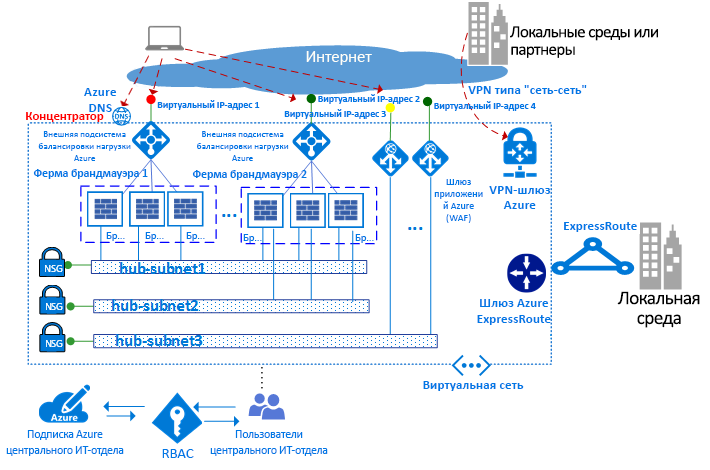 Локальные среды или
партнеры
Интернет
Azure
DNS
VPN типа "сеть-сеть"
Виртуальный IP-адрес 1
Виртуальный IP-адрес 2
Виртуальный IP-адрес 3
Виртуальный IP-адрес 4
Концентратор
DNS
Внешняя подсистема
балансировки нагрузки
Azure
Внешняя подсистема
балансировки нагрузки
Azure
Ферма брандмауэра 1
Ферма брандмауэра 2
Шлюз
приложени
й Azure
(WAF)
VPN-шлюз
Azure
...
...
Бр...
Бр...
Бр...
Бр...
Бр...
Бр...
ExpressRoute
NSG
hub-subnet1
NSG
hub-subnet2
NSG
hub-subnet3
Шлюз Azure
ExpressRoute
Локальная
среда
Виртуальная сеть
Azure
Подписка Azure
центрального ИТ-отдела
RBAC
Пользователи
центрального ИТ-отдела